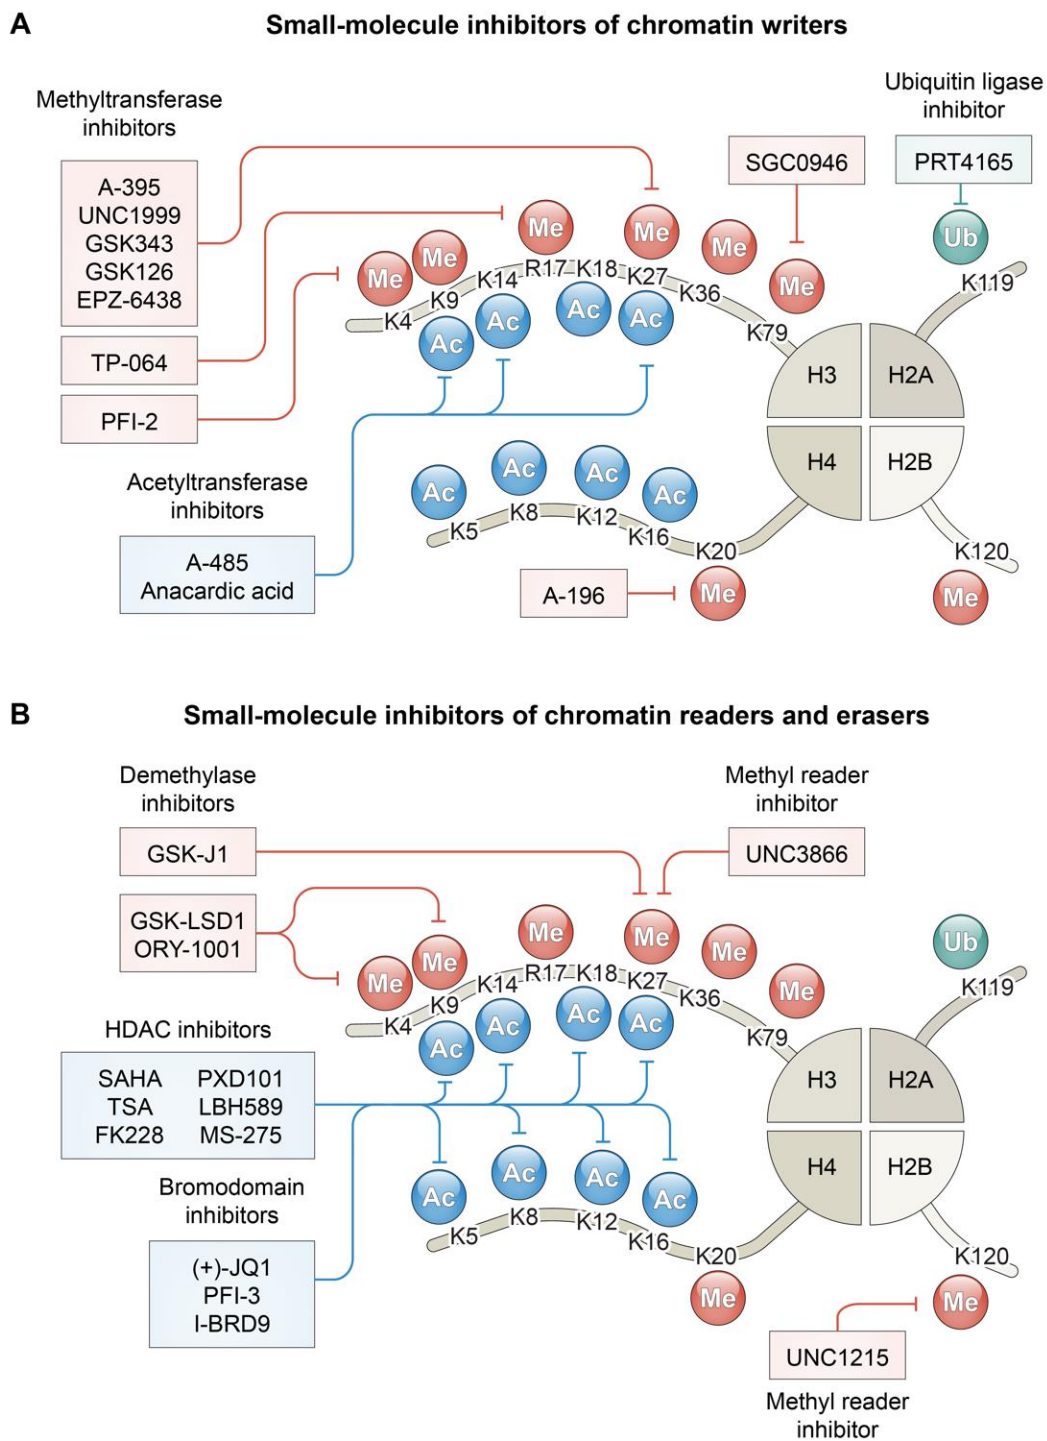 A
Small-molecule inhibitors of chromatin writers
Methyltransferase
inhibitors
A-395
UNC1999
GSK343
GSK126
EPZ-6438
TP-064
PFI-2
Acetyltransferase
inhibitors
A-485
Anacardic acid
SGC0946
Ubiquitin ligase
inhibitor
PRT4165
Me
Me
Me
Me
Me
Me
Ub
K4
K9
K14
R17
K18
K27
K36
K79
K119
Ac
Ac
Ac
Ac
H3
H2A
H4
H2B
Ac
Ac
Ac
Ac
K5
K8
K12
K16
K20
K120
A-196
Me
Me
B
Small-molecule inhibitors of chromatin readers and erasers
Demethylase
inhibitors
GSK-J1
GSK-LSD1
ORY-1001
HDAC inhibitors
SAHA PXD101
TSA LBH589
FK228 MS-275
Bromodomain
inhibitors
(+)-JQ1
PFI-3
I-BRD9
Methyl reader
inhibitor
UNC3866
Me
Me
Me
Me
Me
Me
Ub
K4
K9
K14
R17
K18
K27
K36
K79
K119
Ac
Ac
Ac
Ac
H3
H2A
H4
H2B
Ac
Ac
Ac
Ac
K5
K8
K12
K16
K20
K120
Me
Me
UNC1215
Methyl reader
inhibitor